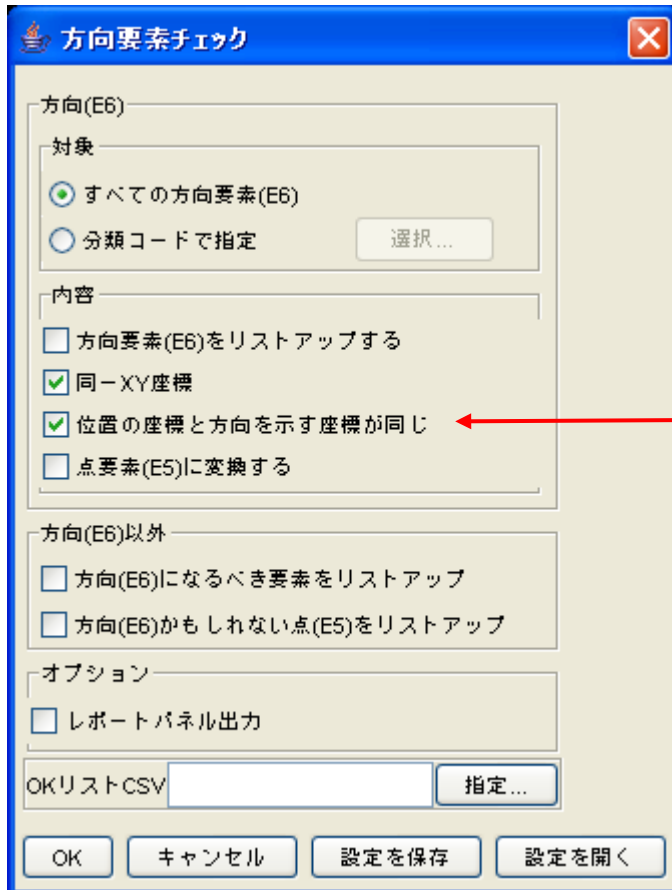 方向要素チェック
方向(E6)
対象
すべての方向要素(E6)
分類コードで指定 選択...
内容
方向要素(E6)をリストアップする
同一XY座標
位置の座標と方向を示す座標が同じ
点要素(E5)に変換する
方向(E6)以外
方向(E6)になるべき要素をリストアップ
方向(E6)かもしれない点(E5)をリストアップ
オプション
レポートパネル出力
OKリストCSV 指定...
OK キャンセル 設定を保存 設定を開く